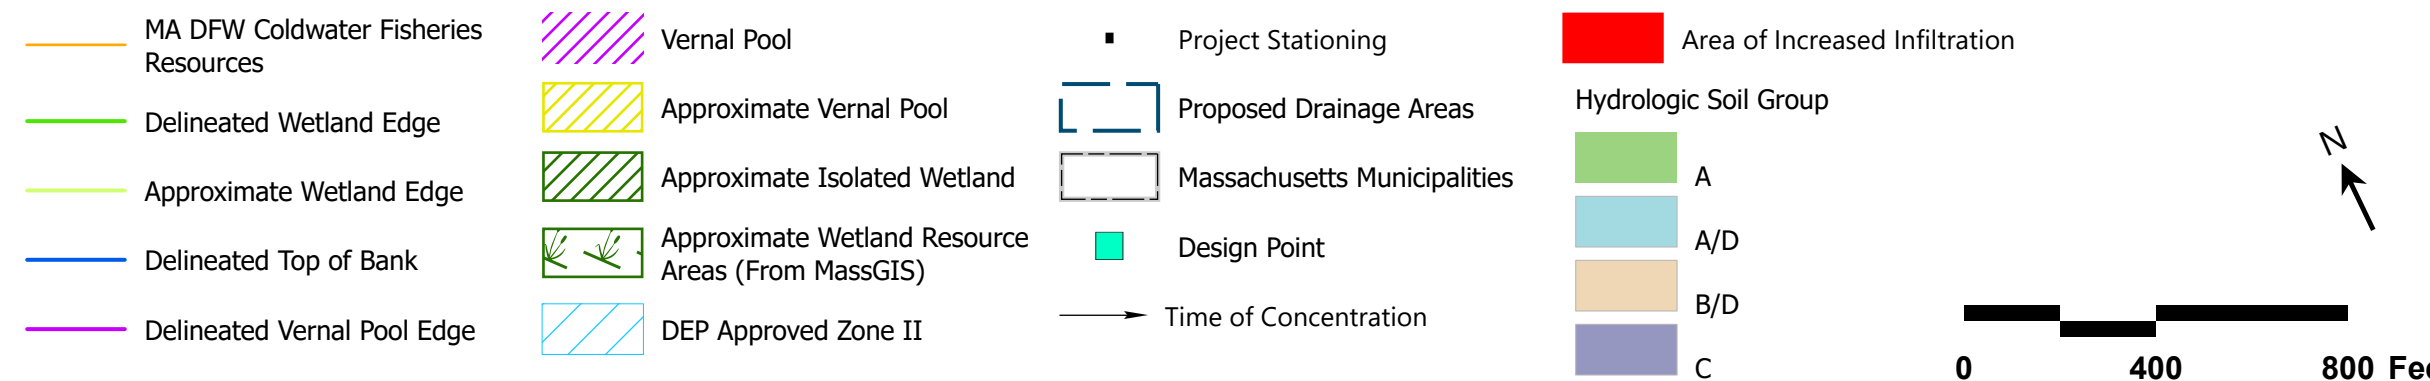 MA DFW Coldwater Fisheries
Resources
Delineated Wetland Edge
Approximate Wetland Edge
Delineated Top of Bank
Delineated Vernal Pool Edge
Vernal Pool
Approximate Vernal Pool
Approximate Isolated Wetland
Approximate Wetland Resource
Areas (From MassGIS)
DEP Approved Zone II
Project Stationing
Proposed Drainage Areas
Massachusetts Municipalities
Design Point
Time of Concentration
Area of Increased Infiltration
Hydrologic Soil Group
A
A/D
B/D
C
N
0 400 800